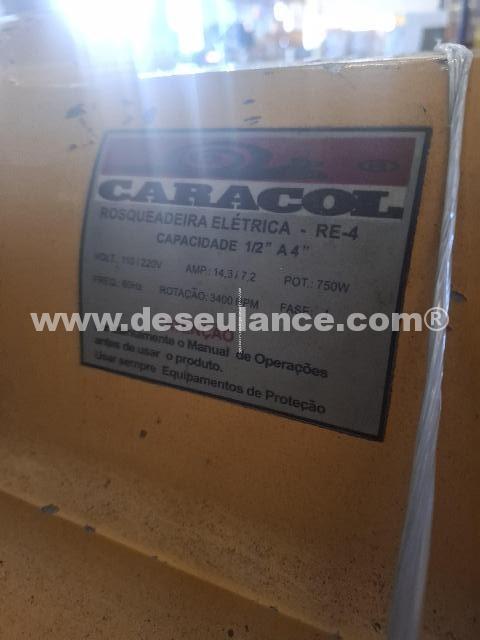 CARACOL
ROSQUEADEIRA ELÉTRICA - RE-4
CAPACIDADE 1/2" A 4"
VOLT.: 110 / 220V AMP.: 14,3 / 7,2 POT.: 750W
FREQ.: 60Hz ROTAÇÃO: 3400 RPM FASE:
www.deseulance.com®
o Manual de Operações
antes de usar o produto.
Usar sempre Equipamentos de Proteção